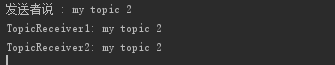 发送者说 : my topic 2
TopicReceiver1: my topic 2
TopicReceiver2: my topic 2